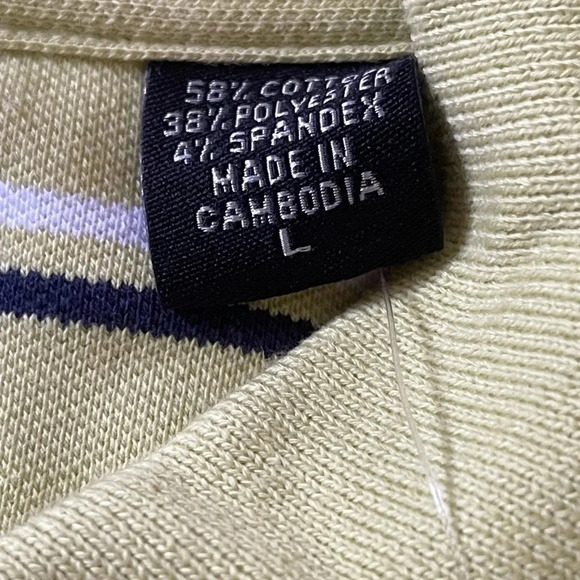 58% COTTON
38% POLYESTER
4% SPANDEX
MADE IN
CAMBODIA
L